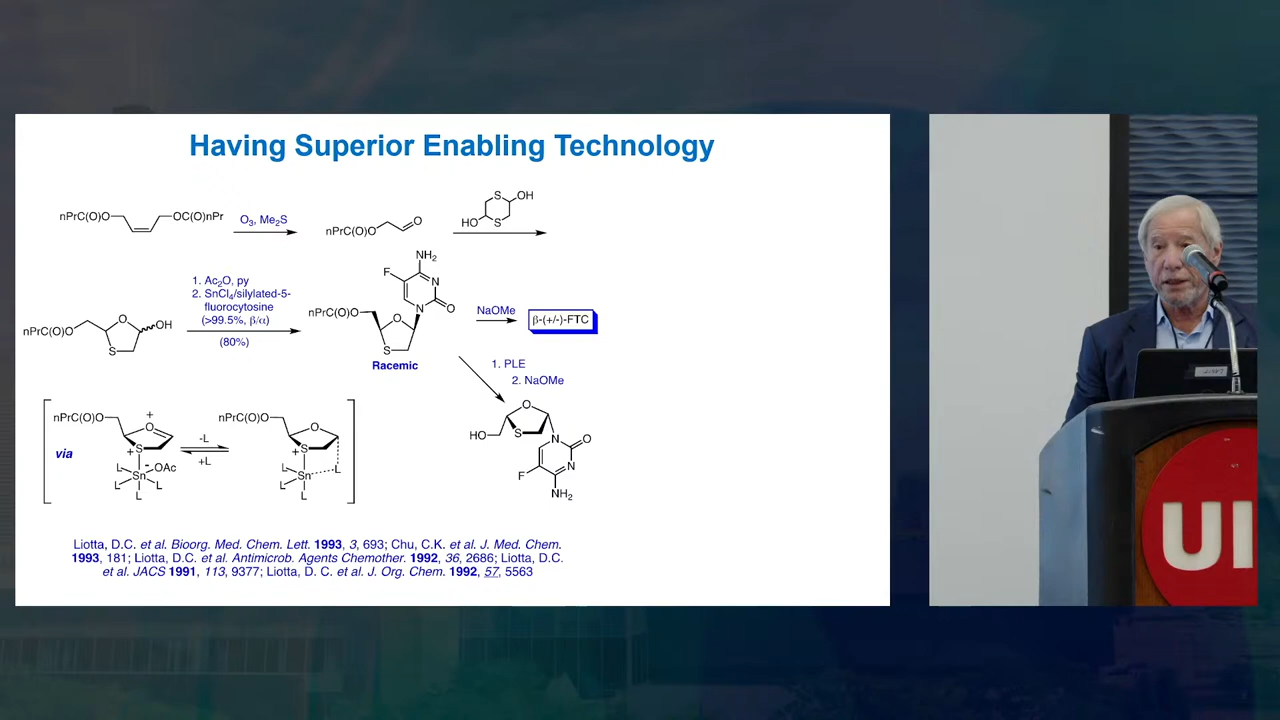 Having Superior Enabling Technology
nPrC(O)O
OC(O)nPr
O3, Me2S
nPrC(O)O
O
S
OH
HO
S
nPrC(O)O
O
OH
S
1. Ac2O, py
2. SnCl4/silylated-5-
fluorocytosine
(>99.5%, β/α)
(80%)
NH2
F
N
N
O
nPrC(O)O
O
S
Racemic
NaOMe
β-(+/-)-FTC
1. PLE
2. NaOMe
O
HO
S
N
O
F
N
NH2
via
nPrC(O)O
+
O
+S
L
-
OAc
Sn
L
L
L
-L
+L
nPrC(O)O
O
S
+
L
Sn
L
L
L
Liotta, D.C. et al. Bioorg. Med. Chem. Lett. 1993, 3, 693; Chu, C.K. et al. J. Med. Chem.
1993, 181; Liotta, D.C. et al. Antimicrob. Agents Chemother. 1992, 36, 2686; Liotta, D.C.
et al. JACS 1991, 113, 9377; Liotta, D. C. et al. J. Org. Chem. 1992, 57, 5563
UI